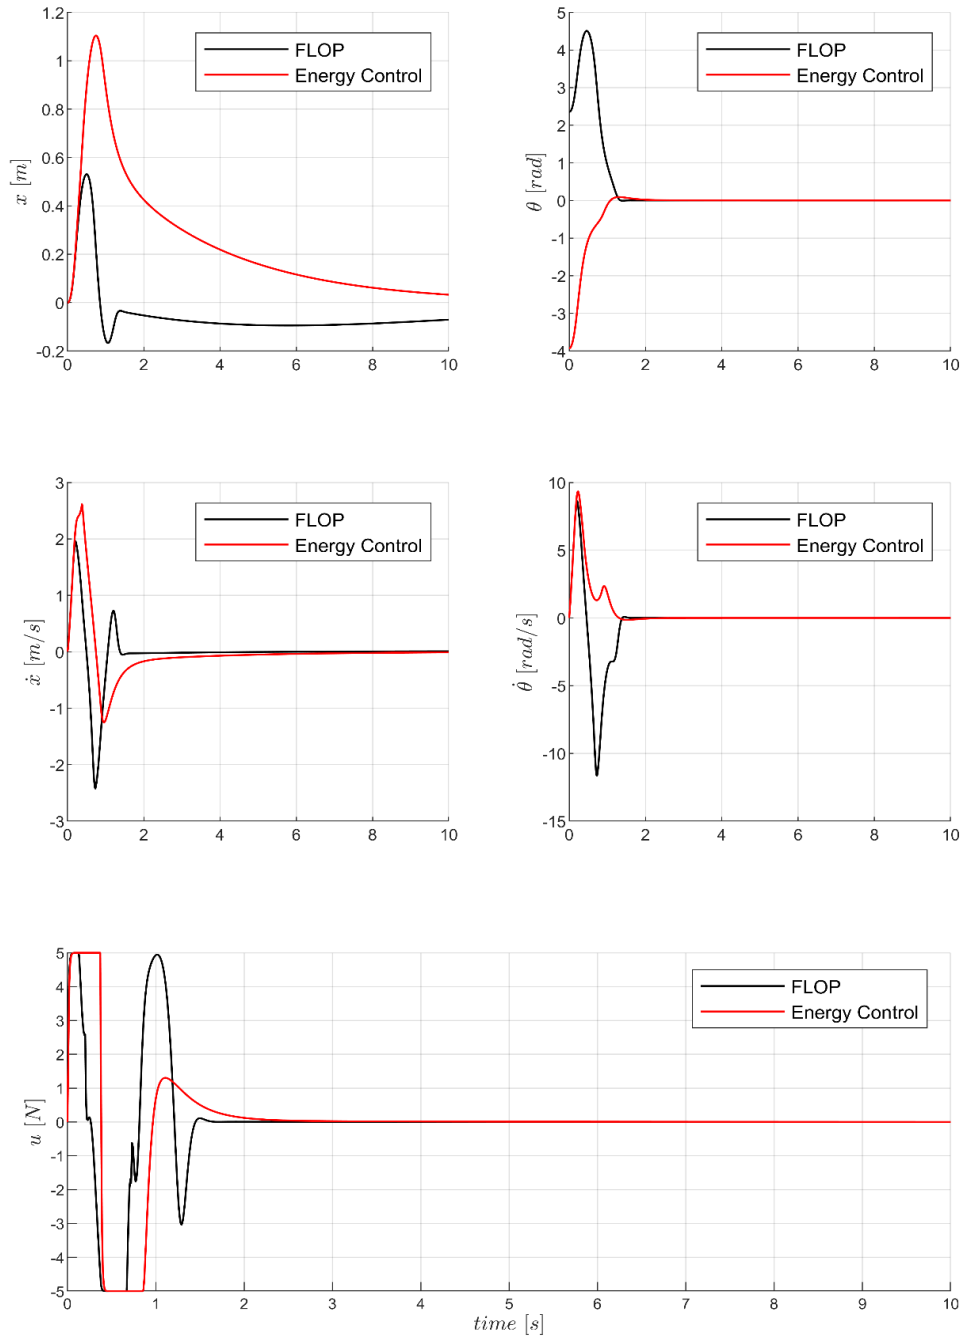 1.2
1
0.8
0.6
0.4
0.2
0
-0.2
x [m]
0 2 4 6 8 10
FLOP
Energy Control
5
4
3
2
1
0
-1
-2
-3
-4
θ [rad]
0 2 4 6 8 10
FLOP
Energy Control
3
2
1
0
-1
-2
-3
ẋ [m/s]
0 2 4 6 8 10
FLOP
Energy Control
10
5
0
-5
-10
-15
θ̇ [rad/s]
0 2 4 6 8 10
FLOP
Energy Control
5
4
3
2
1
0
-1
-2
-3
-4
-5
u [N]
0 1 2 3 4 5 6 7 8 9 10
time [s]
FLOP
Energy Control